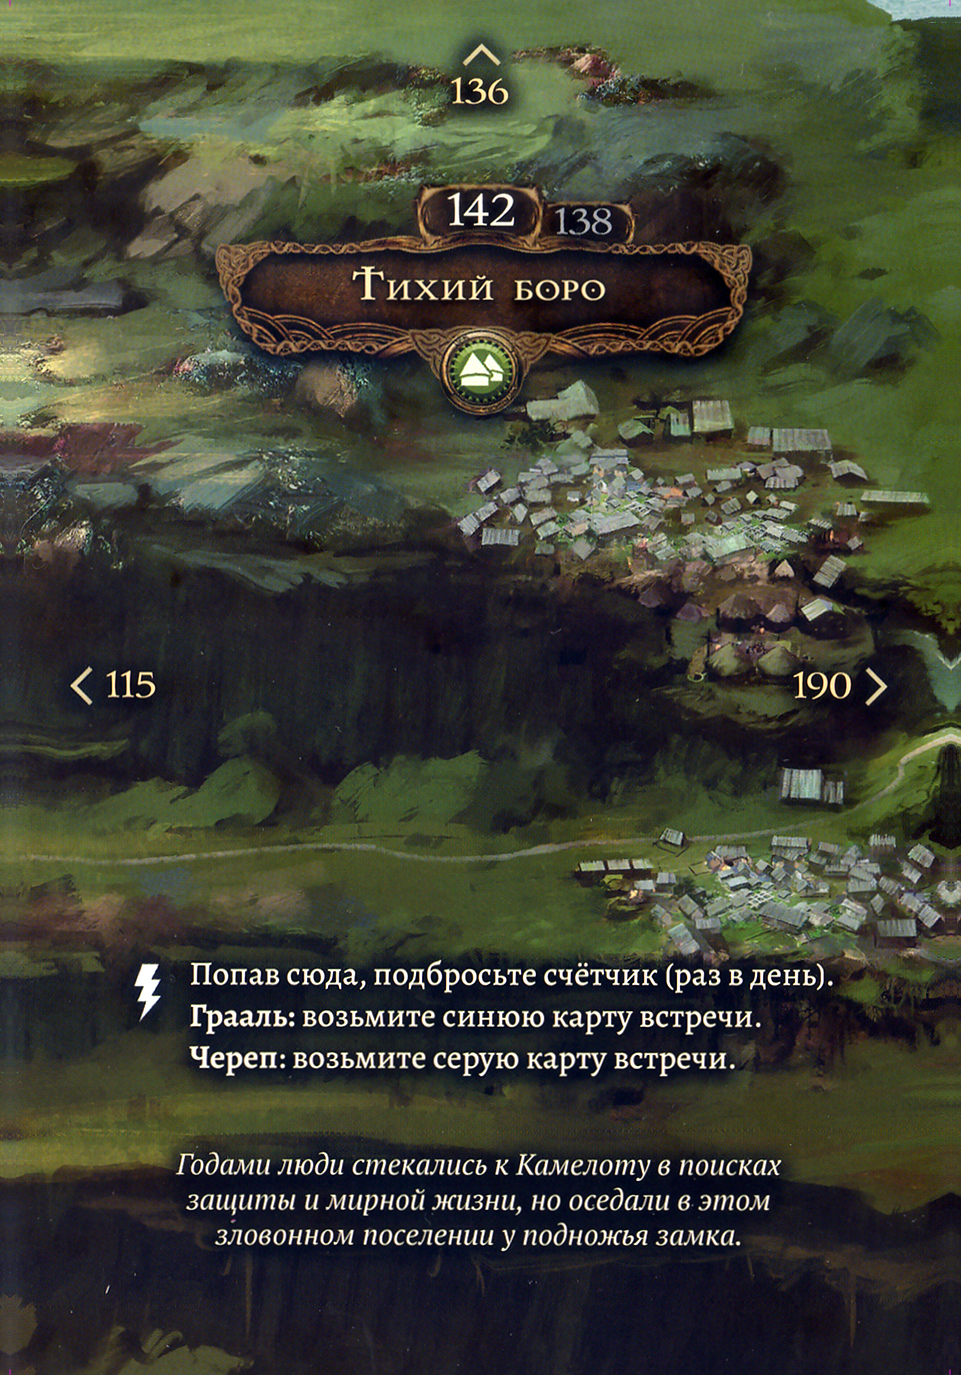 136
142 138
Тихий боро
115
190
Попав сюда, подбросьте счётчик (раз в день).
Грааль: возьмите синюю карту встречи.
Череп: возьмите серую карту встречи.
Годами люди стекались к Камелоту в поисках
защиты и мирной жизни, но оседали в этом
зловонном поселении у подножья замка.